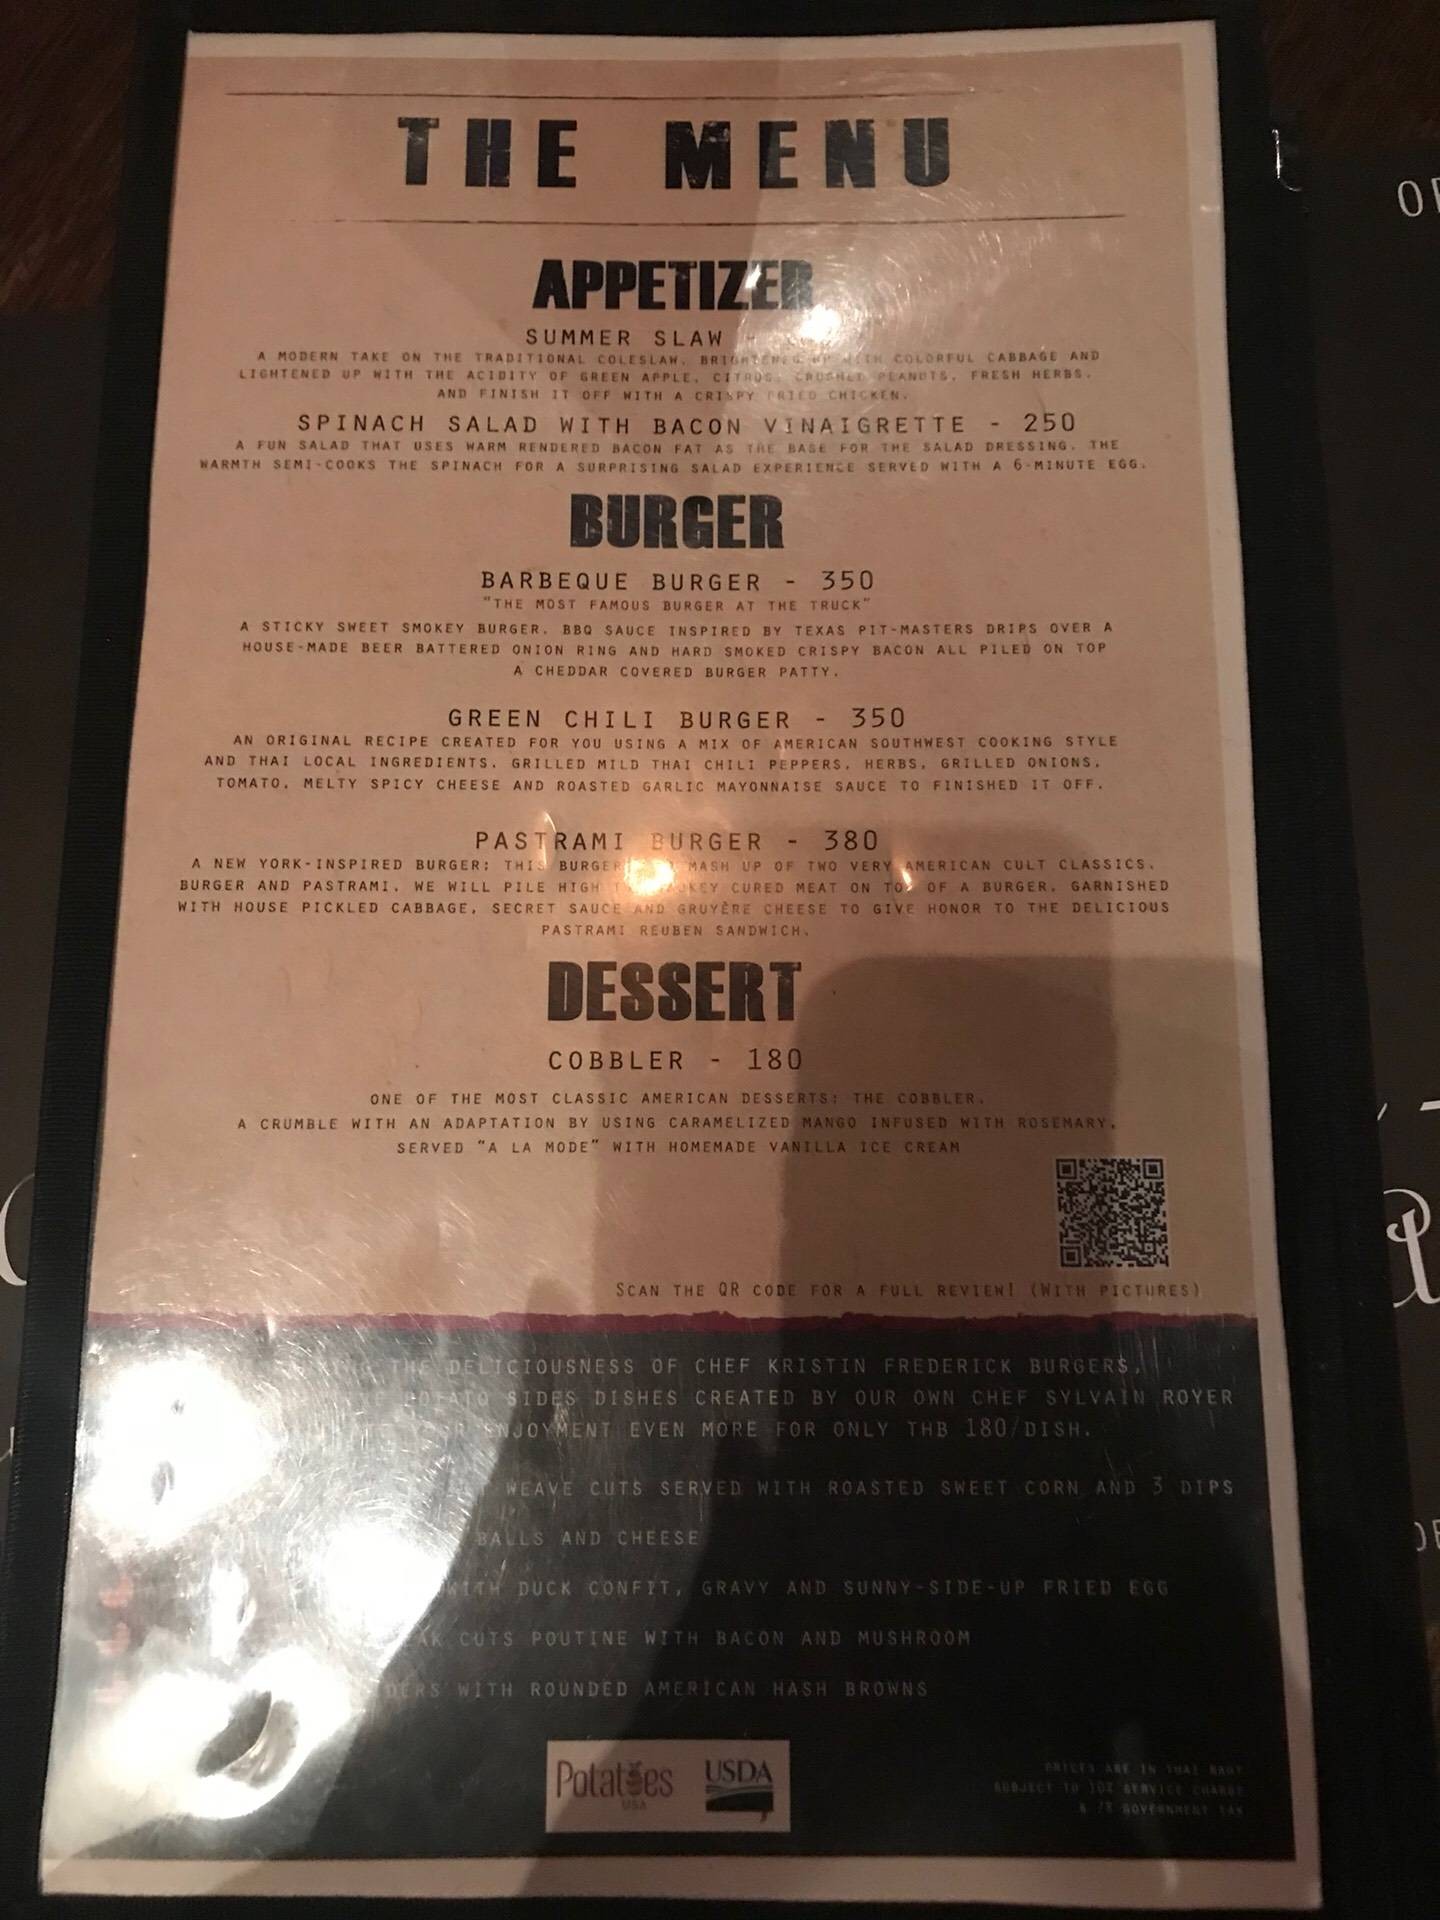 THE MENU
APPETIZER
SUMMER SLAW -
A MODERN TAKE ON THE TRADITIONAL COLESLAW. BRIGHTENED UP WITH COLORFUL CABBAGE AND
LIGHTENED UP WITH THE ACIDITY OF GREEN APPLE, CITRUS, CRUSHED PEANUTS, FRESH HERBS.
AND FINISH IT OFF WITH A CRISPY FRIED CHICKEN.
SPINACH SALAD WITH BACON VINAIGRETTE - 250
A FUN SALAD THAT USES WARM RENDERED BACON FAT AS THE BASE FOR THE SALAD DRESSING. THE
WARMTH SEMI-COOKS THE SPINACH FOR A SURPRISING SALAD EXPERIENCE SERVED WITH A 6-MINUTE EGG.
BURGER
BARBEQUE BURGER - 350
"THE MOST FAMOUS BURGER AT THE TRUCK"
A STICKY SWEET SMOKEY BURGER. BBQ SAUCE INSPIRED BY TEXAS PIT-MASTERS DRIPS OVER A
HOUSE-MADE BEER BATTERED ONION RING AND HARD SMOKED CRISPY BACON ALL PILED ON TOP
A CHEDDAR COVERED BURGER PATTY.
GREEN CHILI BURGER - 350
AN ORIGINAL RECIPE CREATED FOR YOU USING A MIX OF AMERICAN SOUTHWEST COOKING STYLE
AND THAI LOCAL INGREDIENTS. GRILLED MILD THAI CHILI PEPPERS, HERBS, GRILLED ONIONS,
TOMATO, MELTY SPICY CHEESE AND ROASTED GARLIC MAYONNAISE SAUCE TO FINISHED IT OFF.
PASTRAMI BURGER - 380
A NEW YORK-INSPIRED BURGER: THIS BURGER MASH UP OF TWO VERY AMERICAN CULT CLASSICS,
BURGER AND PASTRAMI. WE WILL PILE HIGH CURED MEAT ON TOP OF A BURGER, GARNISHED
WITH HOUSE PICKLED CABBAGE, SECRET SAUCE AND GRUYÈRE CHEESE TO GIVE HONOR TO THE DELICIOUS
PASTRAMI REUBEN SANDWICH.
DESSERT
COBBLER - 180
ONE OF THE MOST CLASSIC AMERICAN DESSERTS: THE COBBLER.
A CRUMBLE WITH AN ADAPTATION BY USING CARAMELIZED MANGO INFUSED WITH ROSEMARY,
SERVED "A LA MODE" WITH HOMEMADE VANILLA ICE CREAM
SCAN THE QR CODE FOR A FULL REVIEW! (WITH PICTURES)
THE DELICIOUSNESS OF CHEF KRISTIN FREDERICK BURGERS,
POTATO SIDES DISHES CREATED BY OUR OWN CHEF SYLVAIN ROYER
ENJOYMENT EVEN MORE FOR ONLY THB 180/DISH.
WEAVE CUTS SERVED WITH ROASTED SWEET CORN AND 3 DIPS
BALLS AND CHEESE
WITH DUCK CONFIT, GRAVY AND SUNNY-SIDE-UP FRIED EGG
CUTS POUTINE WITH BACON AND MUSHROOM
WITH ROUNDED AMERICAN HASH BROWNS
Potatoes USA
USDA
PRICES ARE IN THAI BAHT
SUBJECT TO 10% SERVICE CHARGE
& 7% GOVERNMENT TAX